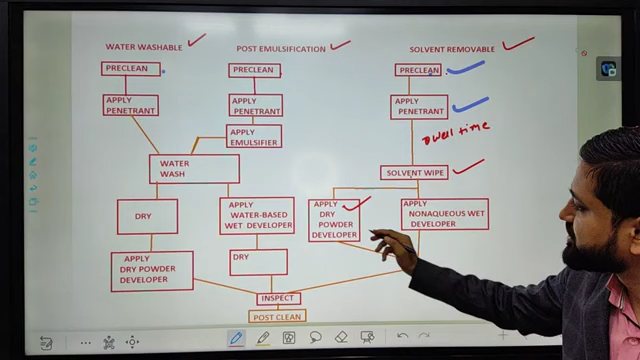 WATER WASHABLE
POST EMULSIFICATION
SOLVENT REMOVABLE
PRECLEAN
PRECLEAN
PRECLEAN
APPLY
PENETRANT
APPLY
PENETRANT
APPLY
PENETRANT
APPLY
EMULSIFIER
Dwell time
WATER
WASH
SOLVENT WIPE
DRY
APPLY
WATER-BASED
WET DEVELOPER
APPLY
DRY
POWDER
DEVELOPER
APPLY
NONAQUEOUS WET
DEVELOPER
APPLY
DRY POWDER
DEVELOPER
DRY
INSPECT
POST CLEAN